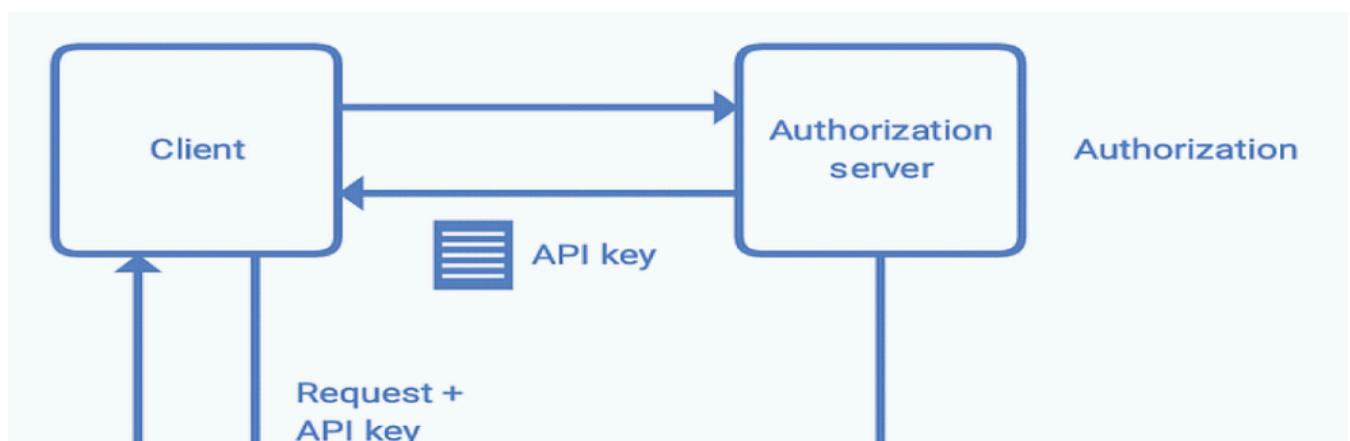 Client
Authorization
server
Authorization
API key
Request +
API key